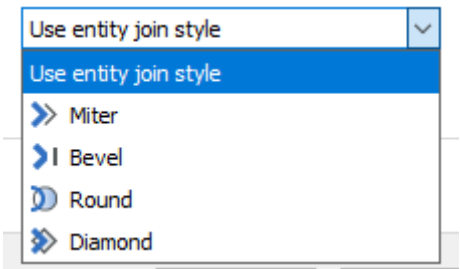 Use entity join style
Use entity join style
Miter
Bevel
Round
Diamond